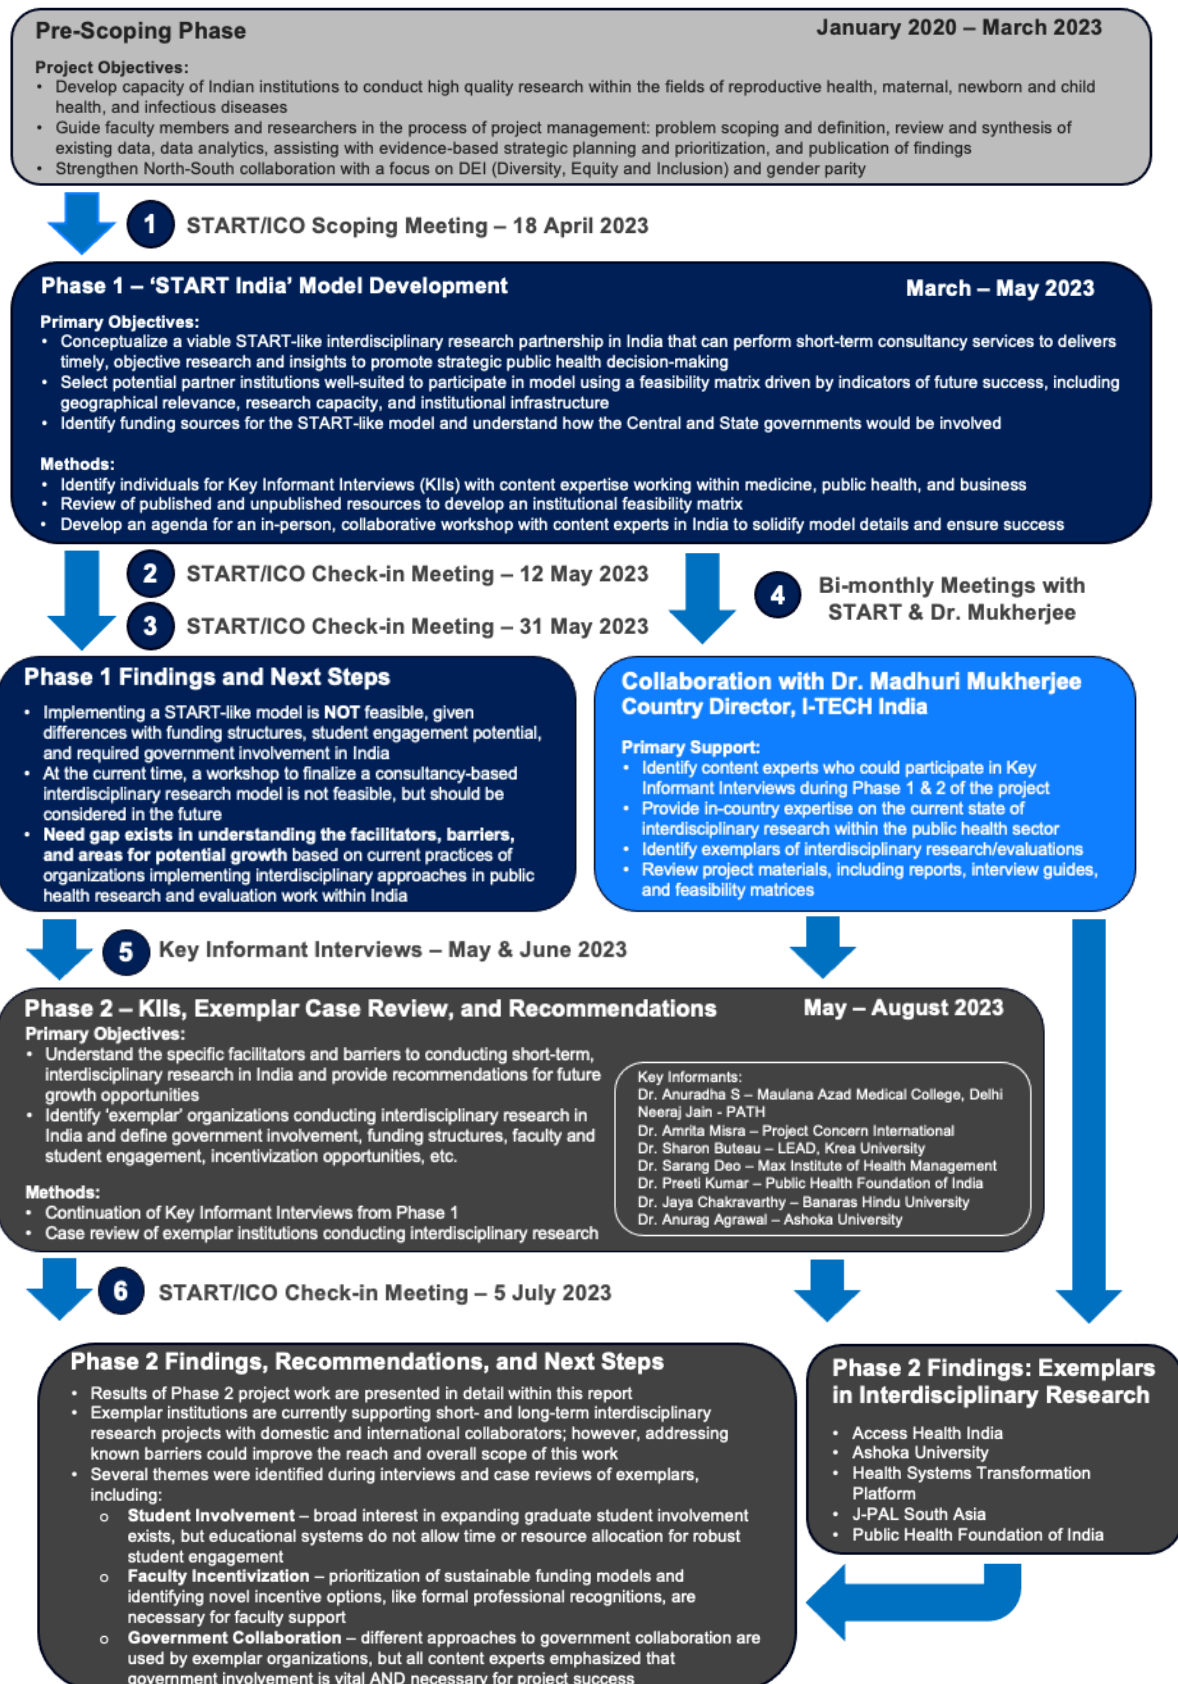 Pre-Scoping Phase
January 2020 – March 2023
Project Objectives:
• Develop capacity of Indian institutions to conduct high quality research within the fields of reproductive health, maternal, newborn and child
health, and infectious diseases
• Guide faculty members and researchers in the process of project management: problem scoping and definition, review and synthesis of
existing data, data analytics, assisting with evidence-based strategic planning and prioritization, and publication of findings
• Strengthen North-South collaboration with a focus on DEI (Diversity, Equity and Inclusion) and gender parity
1 START/ICO Scoping Meeting – 18 April 2023
Phase 1 – ‘START India’ Model Development
March – May 2023
Primary Objectives:
• Conceptualize a viable START-like interdisciplinary research partnership in India that can perform short-term consultancy services to delivers
timely, objective research and insights to promote strategic public health decision-making
• Select potential partner institutions well-suited to participate in model using a feasibility matrix driven by indicators of future success, including
geographical relevance, research capacity, and institutional infrastructure
• Identify funding sources for the START-like model and understand how the Central and State governments would be involved
Methods:
• Identify individuals for Key Informant Interviews (KIIs) with content expertise working within medicine, public health, and business
• Review of published and unpublished resources to develop an institutional feasibility matrix
• Develop an agenda for an in-person, collaborative workshop with content experts in India to solidify model details and ensure success
2 START/ICO Check-in Meeting – 12 May 2023
3 START/ICO Check-in Meeting – 31 May 2023
4 Bi-monthly Meetings with
START & Dr. Mukherjee
Phase 1 Findings and Next Steps
• Implementing a START-like model is NOT feasible, given
differences with funding structures, student engagement potential,
and required government involvement in India
• At the current time, a workshop to finalize a consultancy-based
interdisciplinary research model is not feasible, but should be
considered in the future
• Need gap exists in understanding the facilitators, barriers,
and areas for potential growth based on current practices of
organizations implementing interdisciplinary approaches in public
health research and evaluation work within India
Collaboration with Dr. Madhuri Mukherjee
Country Director, I-TECH India
Primary Support:
• Identify content experts who could participate in Key
Informant Interviews during Phase 1 & 2 of the project
• Provide in-country expertise on the current state of
interdisciplinary research within the public health sector
• Identify exemplars of interdisciplinary research/evaluations
• Review project materials, including reports, interview guides,
and feasibility matrices
5 Key Informant Interviews – May & June 2023
Phase 2 – KIIs, Exemplar Case Review, and Recommendations
May – August 2023
Primary Objectives:
• Understand the specific facilitators and barriers to conducting short-term,
interdisciplinary research in India and provide recommendations for future
growth opportunities
• Identify ‘exemplar’ organizations conducting interdisciplinary research in
India and define government involvement, funding structures, faculty and
student engagement, incentivization opportunities, etc.
Methods:
• Continuation of Key Informant Interviews from Phase 1
• Case review of exemplar institutions conducting interdisciplinary research
Key Informants:
Dr. Anuradha S – Maulana Azad Medical College, Delhi
Neeraj Jain - PATH
Dr. Amrita Misra – Project Concern International
Dr. Sharon Buteau – LEAD, Krea University
Dr. Sarang Deo – Max Institute of Health Management
Dr. Preeti Kumar – Public Health Foundation of India
Dr. Jaya Chakravarthy – Banaras Hindu University
Dr. Anurag Agrawal – Ashoka University
6 START/ICO Check-in Meeting – 5 July 2023
Phase 2 Findings, Recommendations, and Next Steps
• Results of Phase 2 project work are presented in detail within this report
• Exemplar institutions are currently supporting short- and long-term interdisciplinary
research projects with domestic and international collaborators; however, addressing
known barriers could improve the reach and overall scope of this work
• Several themes were identified during interviews and case reviews of exemplars,
including:
o Student Involvement – broad interest in expanding graduate student involvement
exists, but educational systems do not allow time or resource allocation for robust
student engagement
o Faculty Incentivization – prioritization of sustainable funding models and
identifying novel incentive options, like formal professional recognitions, are
necessary for faculty support
o Government Collaboration – different approaches to government collaboration are
used by exemplar organizations, but all content experts emphasized that
government involvement is vital AND necessary for project success
Phase 2 Findings: Exemplars
in Interdisciplinary Research
• Access Health India
• Ashoka University
• Health Systems Transformation
Platform
• J-PAL South Asia
• Public Health Foundation of India